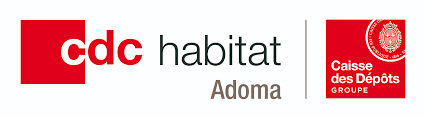 cdc habitat
Adoma
Caisse
des Dépôts
GROUPE